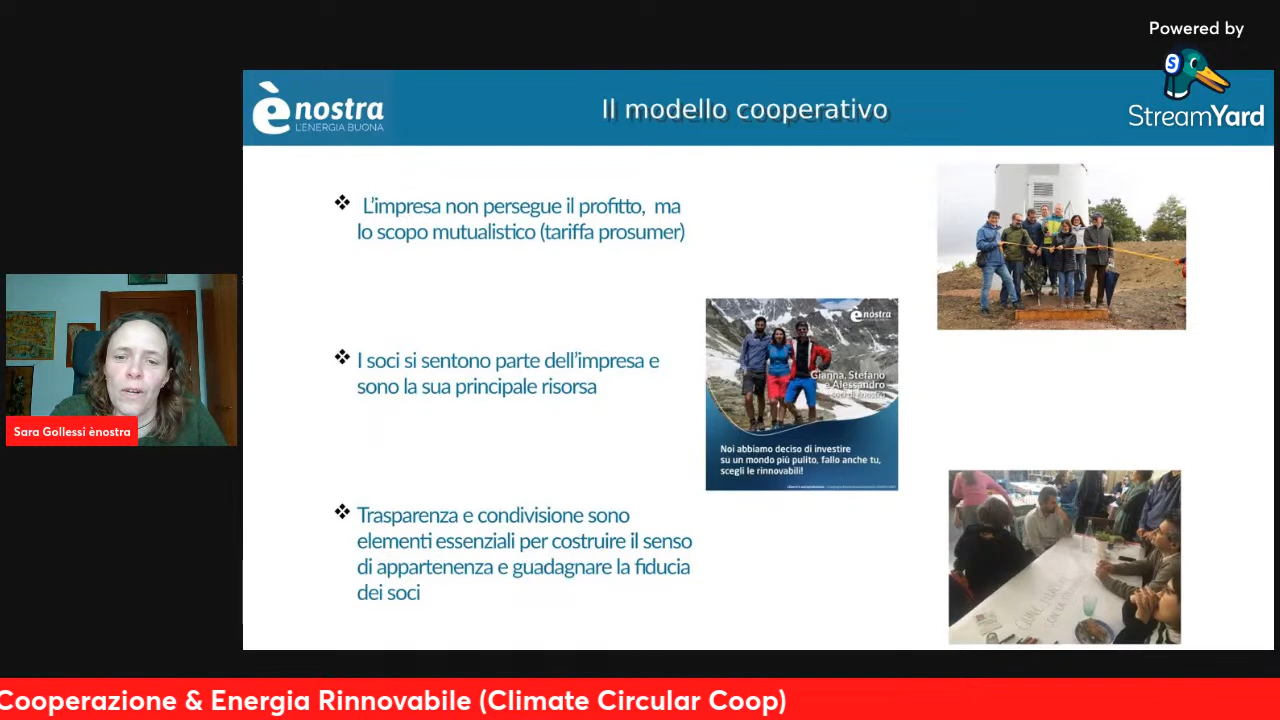 Powered by
StreamYard
è nostra
L'ENERGIA BUONA
Il modello cooperativo
❖ L'impresa non persegue il profitto, ma
lo scopo mutualistico (tariffa prosumer)
❖ I soci si sentono parte dell'impresa e
sono la sua principale risorsa
❖ Trasparenza e condivisione sono
elementi essenziali per costruire il senso
di appartenenza e guadagnare la fiducia
dei soci
è nostra
Gianna, Stefano
e Alessandro
soci di ènostra
Noi abbiamo deciso di investire
su un mondo più pulito, fallo anche tu,
scegli le rinnovabili!
Sara Gollessi ènostra
Cooperazione & Energia Rinnovabile (Climate Circular Coop)